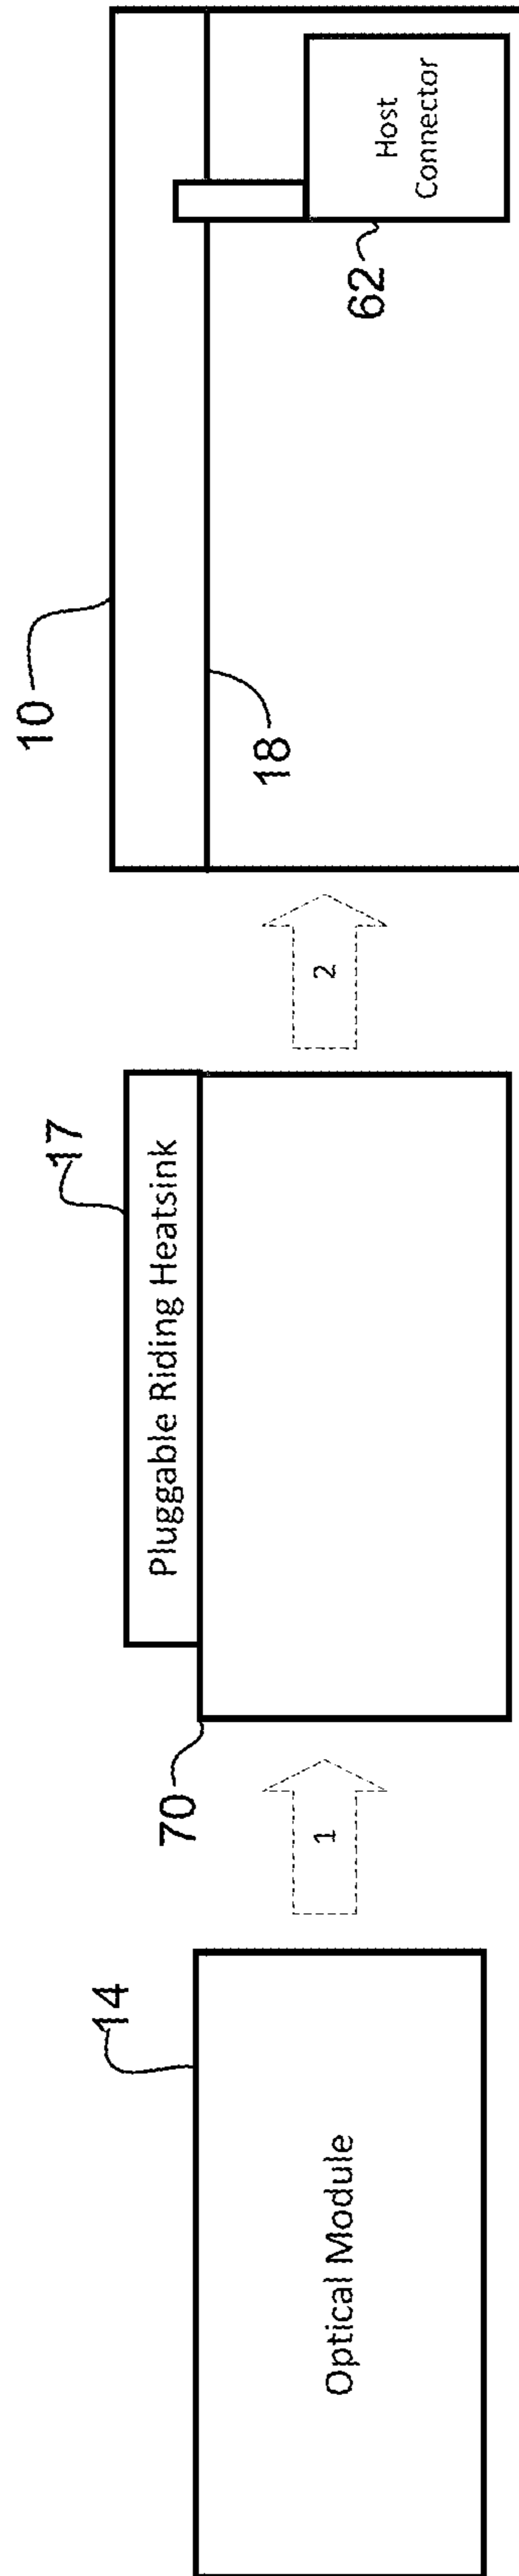 14
Optical Module
1
70
17
Pluggable Riding Heatsink
2
10
18
62
Host
Connector